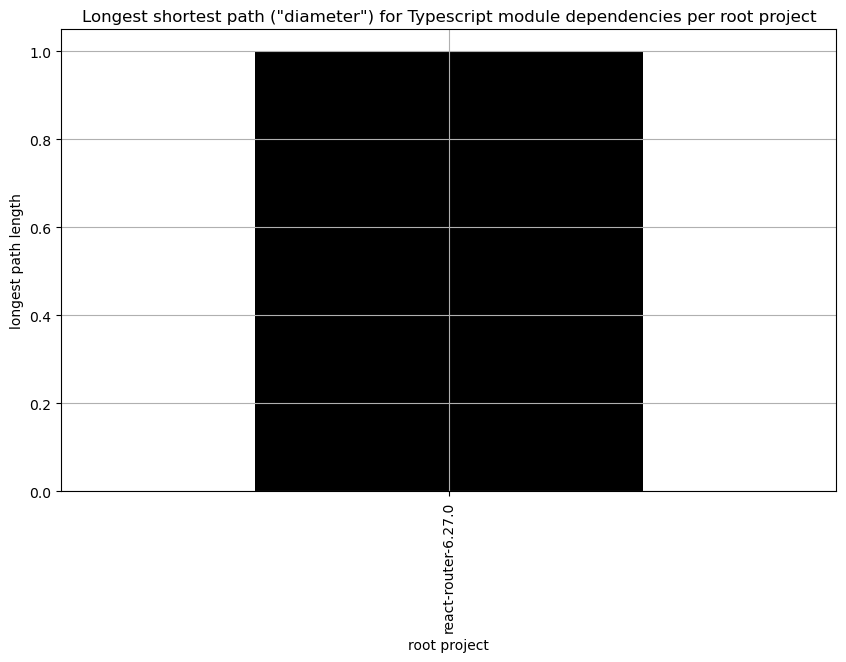 Longest shortest path ("diameter") for Typescript module dependencies per root project
longest path length
1.0
0.8
0.6
0.4
0.2
0.0
react-router-6.27.0
root project